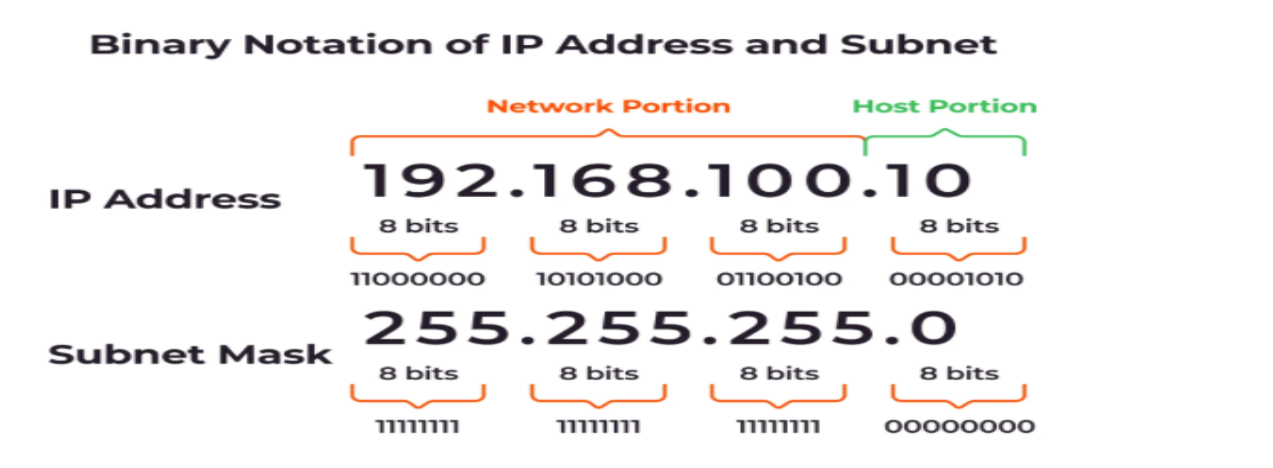 Binary Notation of IP Address and Subnet
Network Portion Host Portion
IP Address 192.168.100.10
8 bits 8 bits 8 bits 8 bits
11000000 10101000 01100100 00001010
Subnet Mask 255.255.255.0
8 bits 8 bits 8 bits 8 bits
11111111 11111111 11111111 00000000